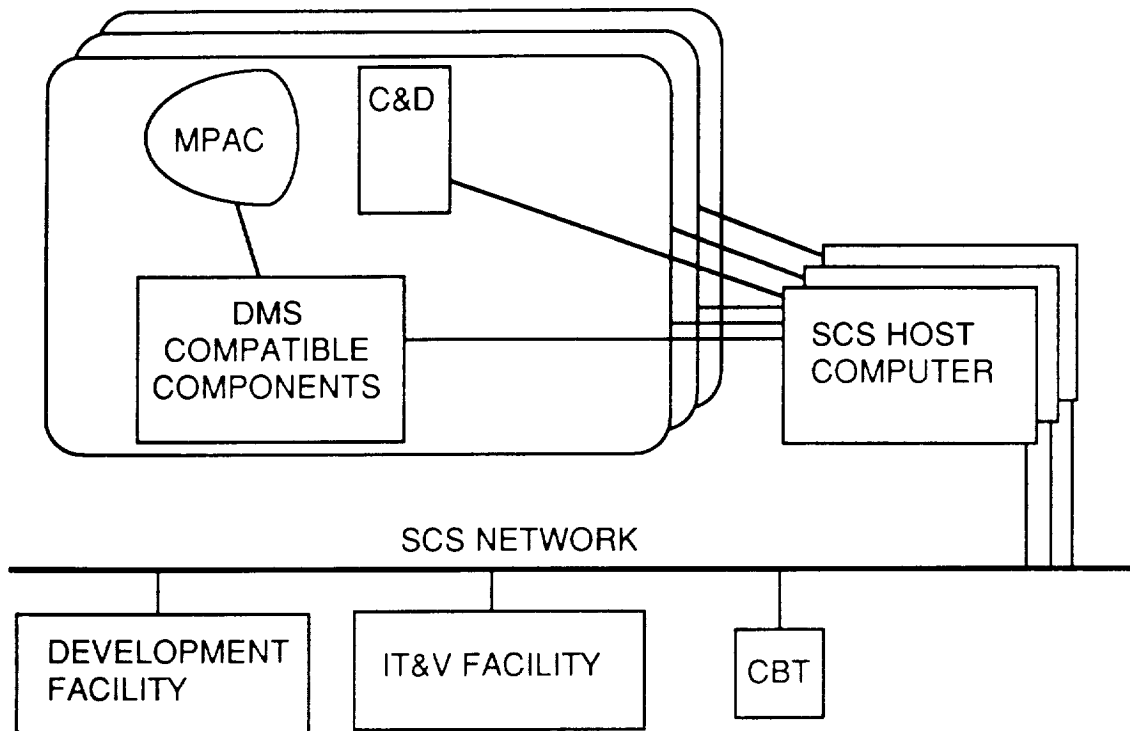 MPAC
C&D
DMS
COMPATIBLE
COMPONENTS
SCS HOST
COMPUTER
SCS NETWORK
DEVELOPMENT
FACILITY
IT&V FACILITY
CBT